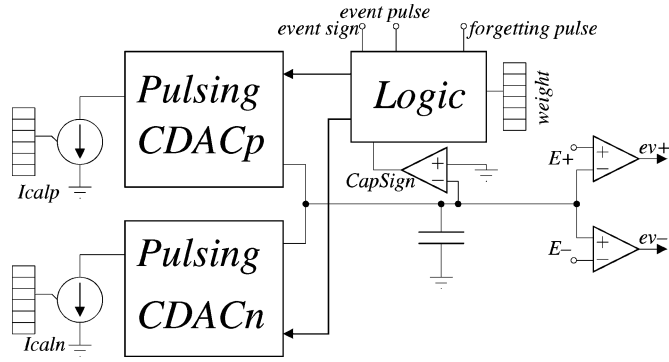 event pulse
event sign
forgetting pulse
Pulsing
CDACp
Logic
weight
Icalp
CapSign
+
−
E+
+
−
ev+
Pulsing
CDACn
Icaln
E−
+
−
ev−